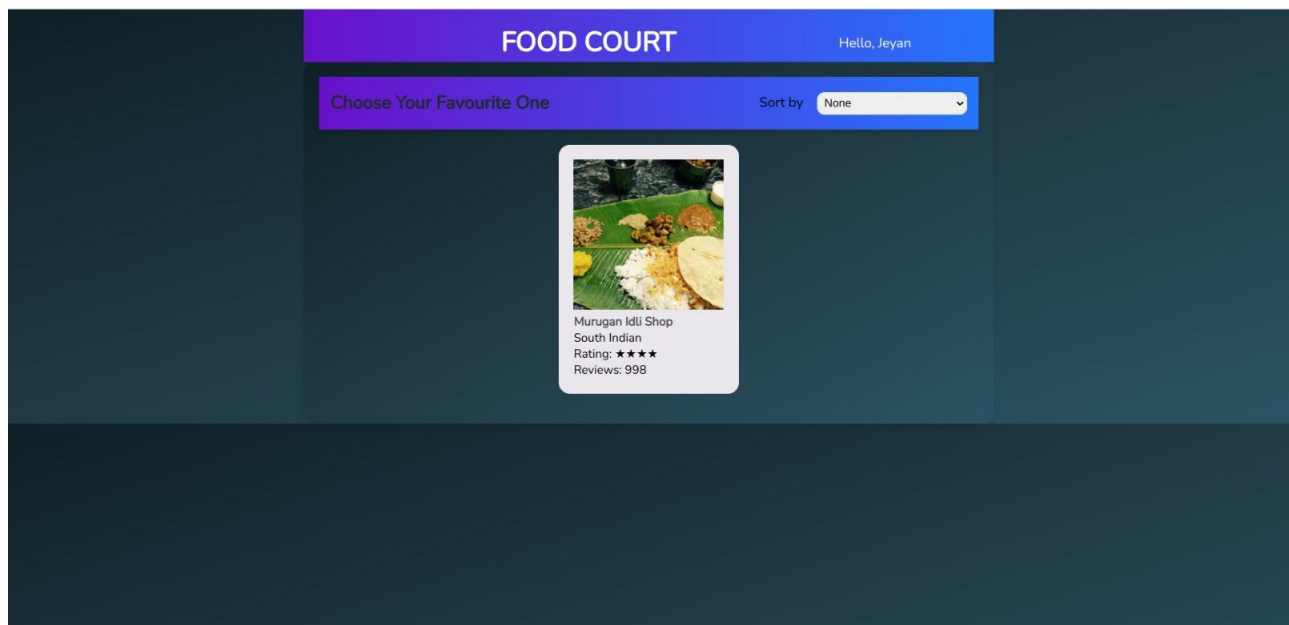 FOOD COURT
Hello, Jeyan
Choose Your Favourite One
Sort by
None
Murugan Idli Shop
South Indian
Rating: ★★★★
Reviews: 998